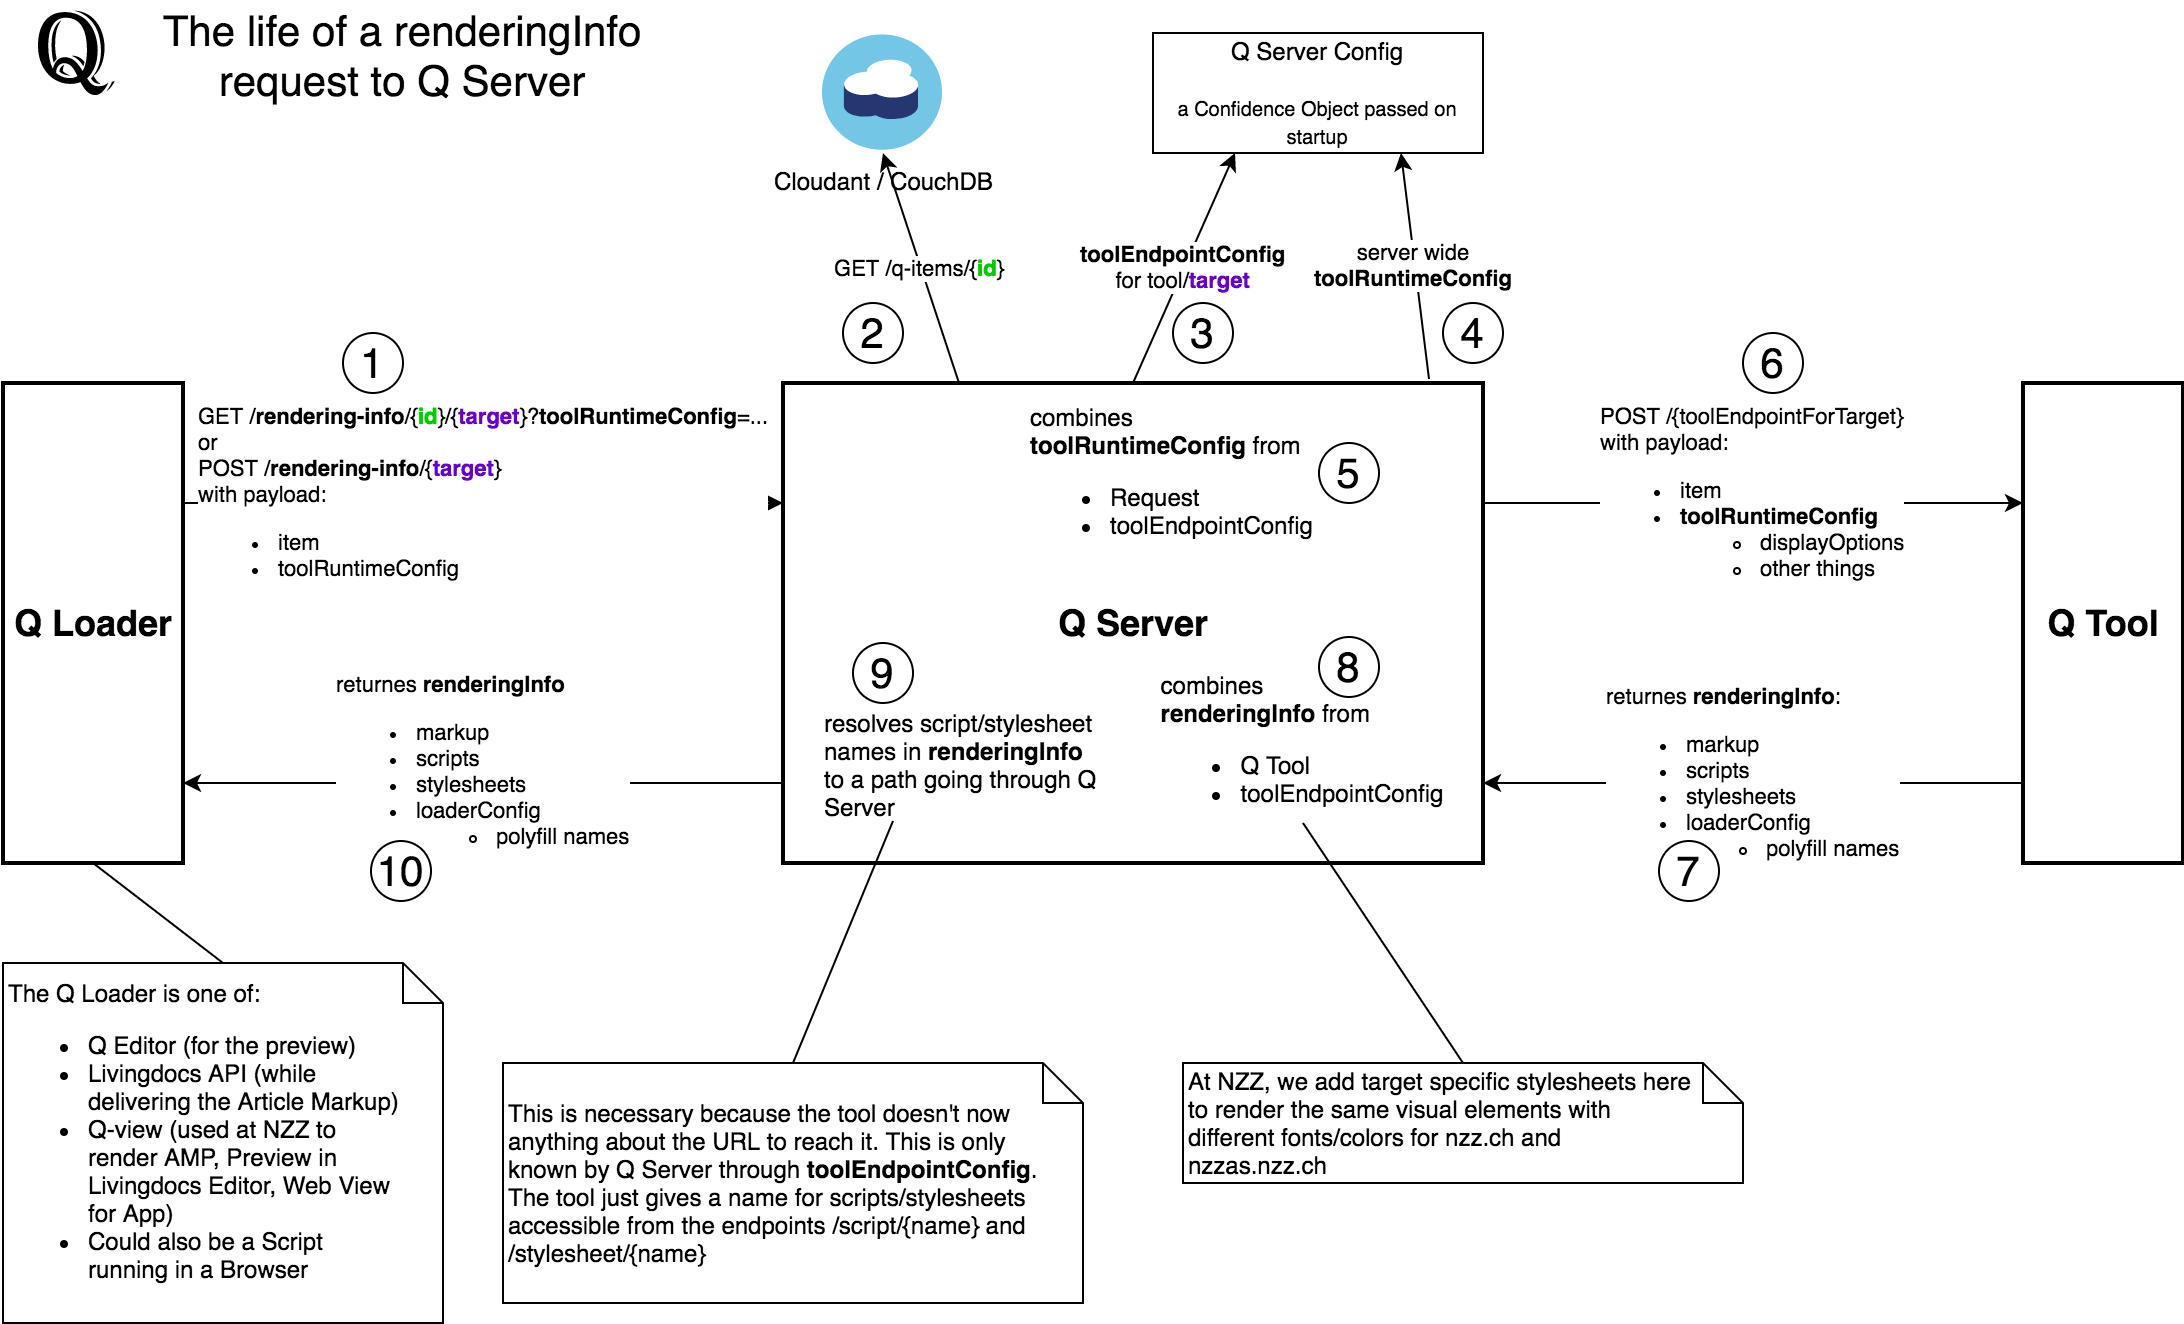 Q
The life of a renderingInfo
request to Q Server
Cloudant / CouchDB
Q Server Config
a Confidence Object passed on
startup
GET /q-items/{id}
toolEndpointConfig
for tool/target
server wide
toolRuntimeConfig
1
2
3
4
6
GET /rendering-info/{id}/{target}?toolRuntimeConfig=...
or
POST /rendering-info/{target}
with payload:
• item
• toolRuntimeConfig
combines
toolRuntimeConfig from
5
• Request
• toolEndpointConfig
POST /{toolEndpointForTarget}
with payload:
• item
• toolRuntimeConfig
◦ displayOptions
◦ other things
Q Loader
Q Server
Q Tool
returnes renderingInfo
• markup
• scripts
• stylesheets
• loaderConfig
◦ polyfill names
10
9
resolves script/stylesheet
names in renderingInfo
to a path going through Q
Server
8
combines
renderingInfo from
• Q Tool
• toolEndpointConfig
returnes renderingInfo:
• markup
• scripts
• stylesheets
• loaderConfig
◦ polyfill names
7
The Q Loader is one of:
• Q Editor (for the preview)
• Livingdocs API (while
delivering the Article Markup)
• Q-view (used at NZZ to
render AMP, Preview in
Livingdocs Editor, Web View
for App)
• Could also be a Script
running in a Browser
This is necessary because the tool doesn't now
anything about the URL to reach it. This is only
known by Q Server through toolEndpointConfig.
The tool just gives a name for scripts/stylesheets
accessible from the endpoints /script/{name} and
/stylesheet/{name}
At NZZ, we add target specific stylesheets here
to render the same visual elements with
different fonts/colors for nzz.ch and
nzzas.nzz.ch